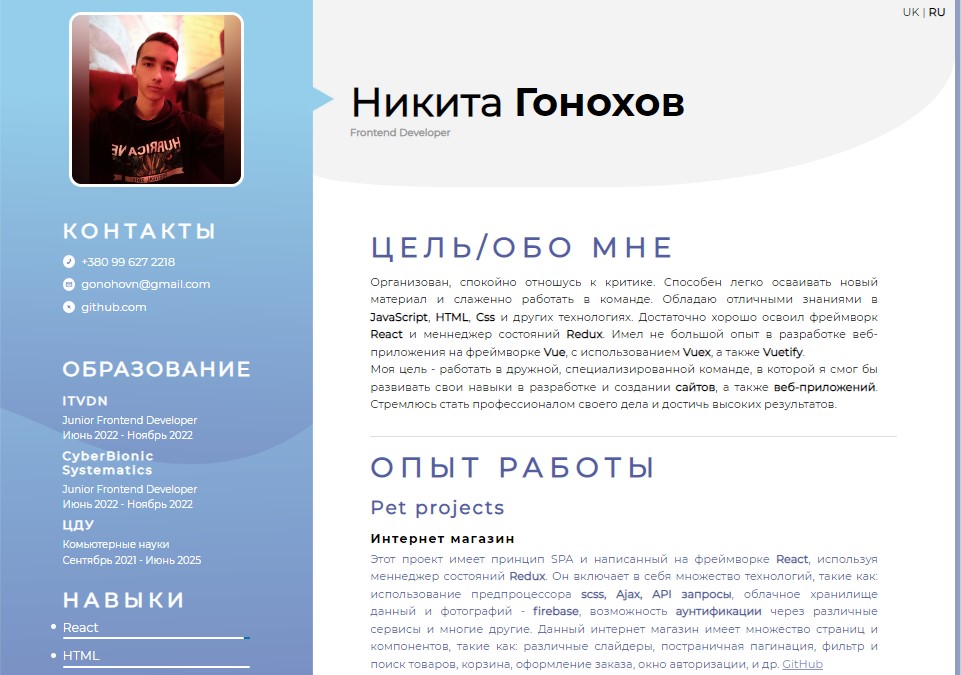 UK | RU
HURRICANE
Никита Гонохов
Frontend Developer
КОНТАКТЫ
+380 99 627 2218
gonohovn@gmail.com
github.com
ОБРАЗОВАНИЕ
ITVDN
Junior Frontend Developer
Июнь 2022 - Ноябрь 2022
CyberBionic
Systematics
Junior Frontend Developer
Июнь 2022 - Ноябрь 2022
ЦДУ
Комьютерные науки
Сентябрь 2021 - Июнь 2025
НАВЫКИ
React
HTML
ЦЕЛЬ/ОБО МНЕ
Организован, спокойно отношусь к критике. Способен легко осваивать новый
материал и слаженно работать в команде. Обладаю отличными знаниями в
JavaScript, HTML, Css и других технологиях. Достаточно хорошо освоил фреймворк
React и меннеджер состояний Redux. Имел не большой опыт в разработке веб-
приложения на фреймворке Vue, с использованием Vuex, а также Vuetify.
Моя цель - работать в дружной, специализированной команде, в которой я смог бы
развивать свои навыки в разработке и создании сайтов, а также веб-приложений.
Стремлюсь стать профессионалом своего дела и достичь высоких результатов.
ОПЫТ РАБОТЫ
Pet projects
Интернет магазин
Этот проект имеет принцип SPA и написанный на фреймворке React, используя
менеджер состояний Redux. Он включает в себя множество технологий, такие как:
использование предпроцессора scss, Ajax, API запросы, облачное хранилище
данный и фотографий - firebase, возможность аунтификации через различные
сервисы и многие другие. Данный интернет магазин имеет множество страниц и
компонентов, такие как: различные слайдеры, постраничная пагинация, фильтр и
поиск товаров, корзина, оформление заказа, окно авторизации, и др. GitHub